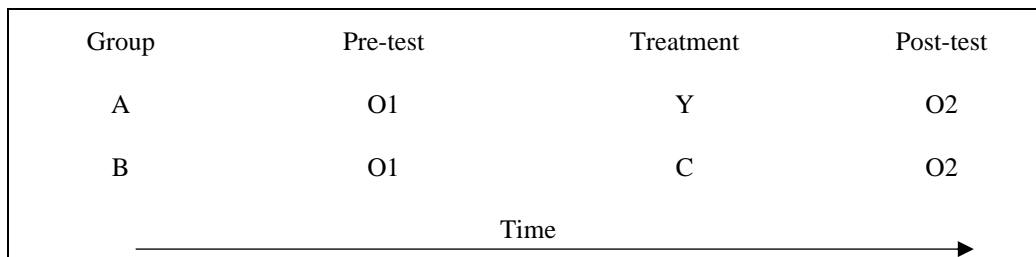 Group Pre-test Treatment Post-test
A O1 Y O2
B O1 C O2
Time